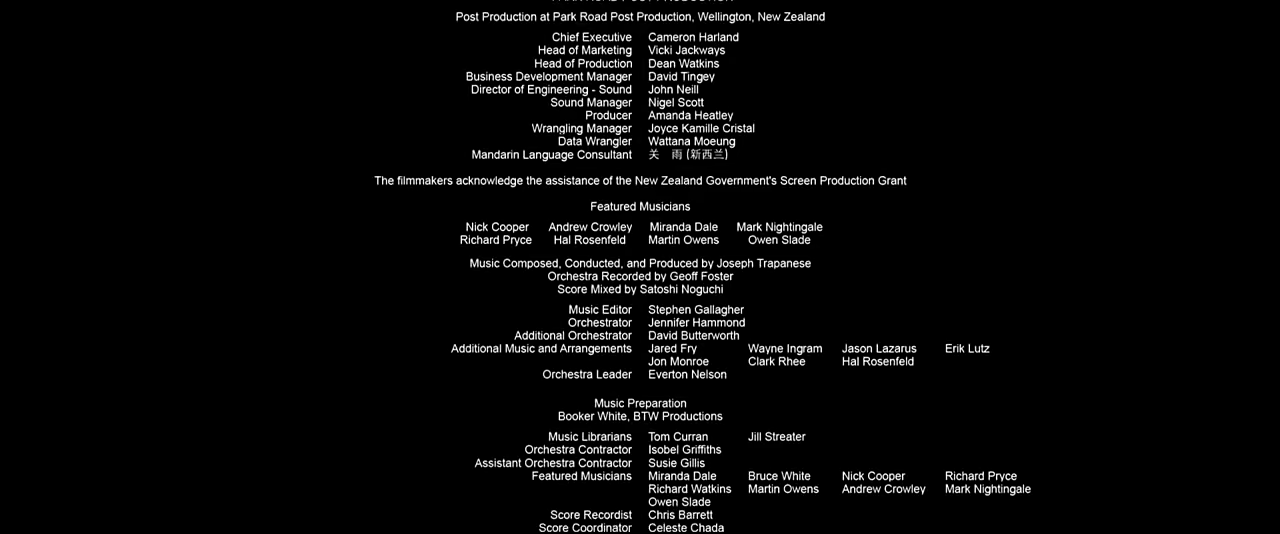 Post Production at Park Road Post Production, Wellington, New Zealand
Chief Executive Cameron Harland
Head of Marketing Vicki Jackways
Head of Production Dean Watkins
Business Development Manager David Tingey
Director of Engineering - Sound John Neill
Sound Manager Nigel Scott
Producer Amanda Heatley
Wrangling Manager Joyce Kamille Cristal
Data Wrangler Wattana Moeung
Mandarin Language Consultant 关 雨 (新西兰)
The filmmakers acknowledge the assistance of the New Zealand Government's Screen Production Grant
Featured Musicians
Nick Cooper Andrew Crowley Miranda Dale Mark Nightingale
Richard Pryce Hal Rosenfeld Martin Owens Owen Slade
Music Composed, Conducted, and Produced by Joseph Trapanese
Orchestra Recorded by Geoff Foster
Score Mixed by Satoshi Noguchi
Music Editor Stephen Gallagher
Orchestrator Jennifer Hammond
Additional Orchestrator David Butterworth
Additional Music and Arrangements Jared Fry Wayne Ingram Jason Lazarus Erik Lutz
Jon Monroe Clark Rhee Hal Rosenfeld
Orchestra Leader Everton Nelson
Music Preparation
Booker White, BTW Productions
Music Librarians Tom Curran Jill Streater
Orchestra Contractor Isobel Griffiths
Assistant Orchestra Contractor Susie Gillis
Featured Musicians Miranda Dale Bruce White Nick Cooper Richard Pryce
Richard Watkins Martin Owens Andrew Crowley Mark Nightingale
Owen Slade
Score Recordist Chris Barrett
Score Coordinator Celeste Chada